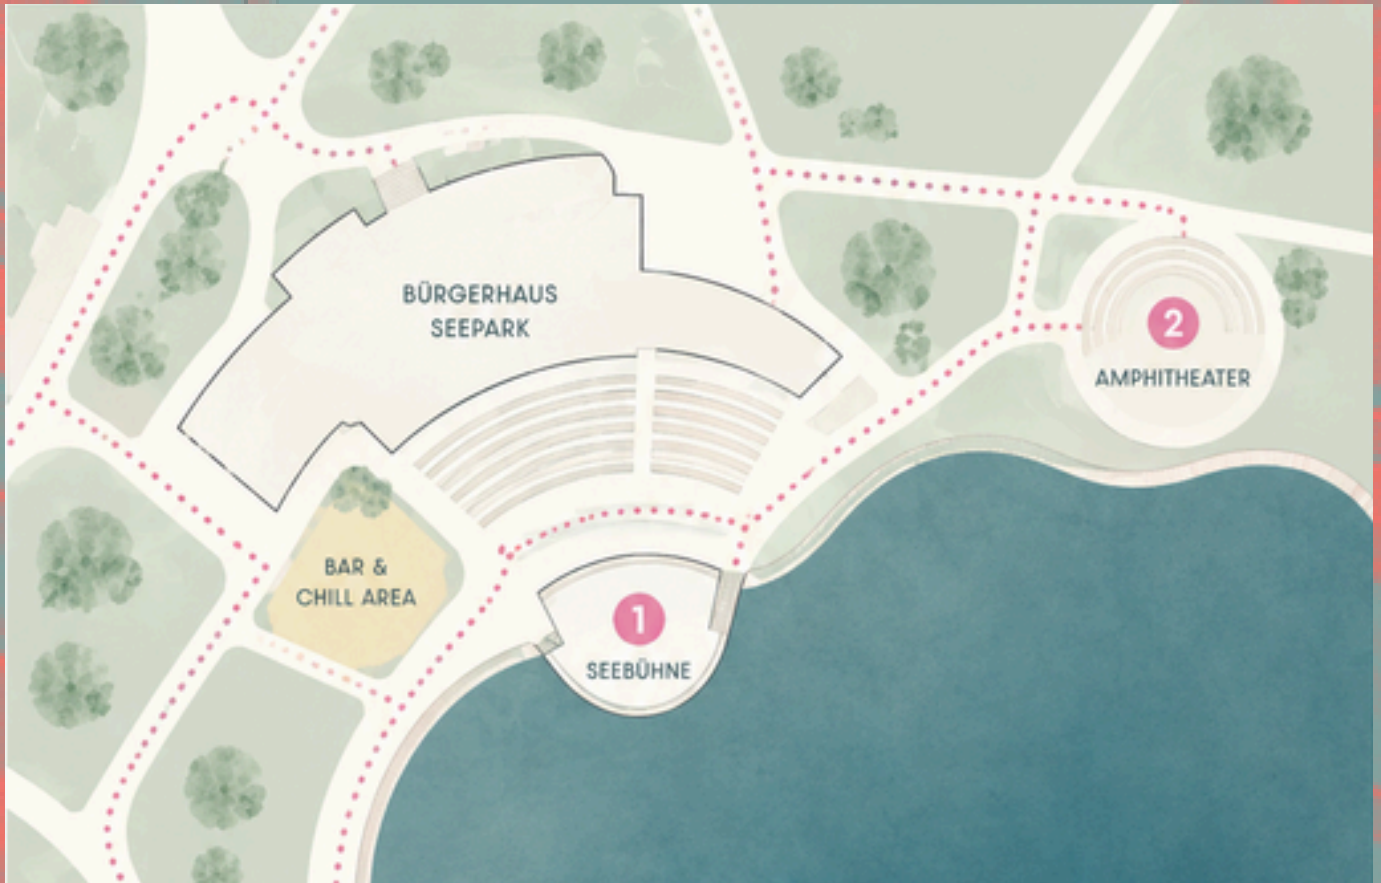 BÜRGERHAUS
SEEPARK
2
AMPHITHEATER
BAR &
CHILL AREA
1
SEEBÜHNE